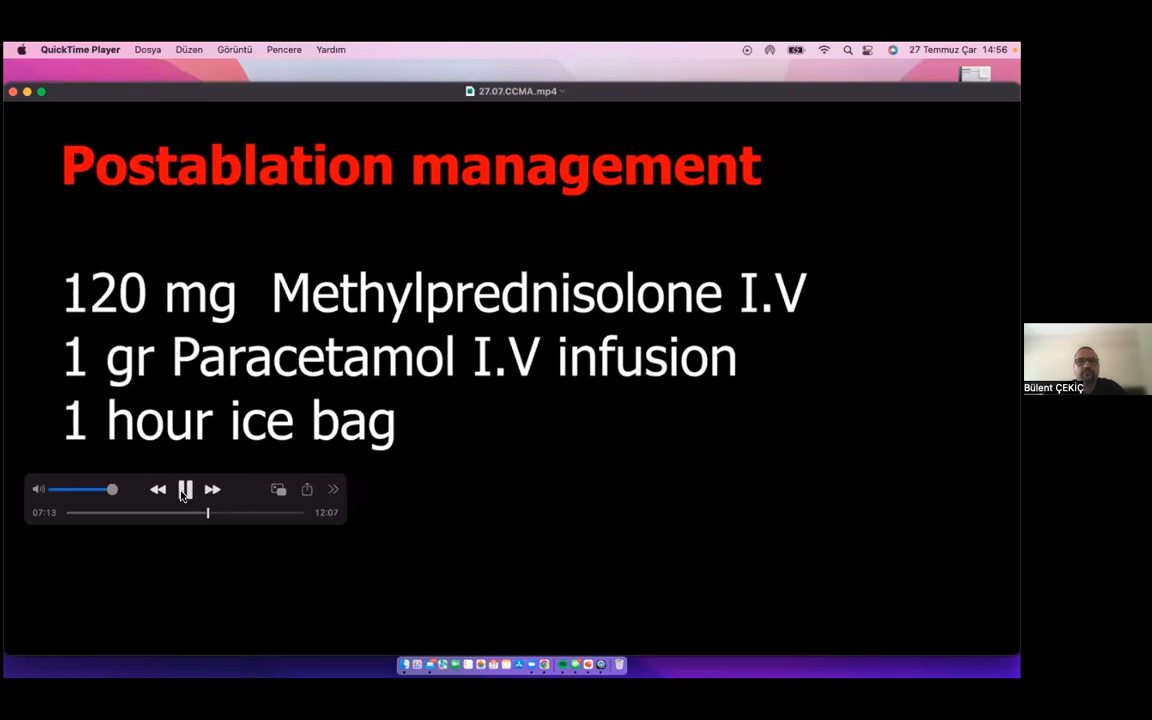 QuickTime Player Dosya Düzen Görüntü Pencere Yardım 27 Temmuz Çar 14:56
27.07.CCMA.mp4
Postablation management
120 mg Methylprednisolone I.V
1 gr Paracetamol I.V infusion
1 hour ice bag
07:13 12:07
Bülent ÇEKİÇ